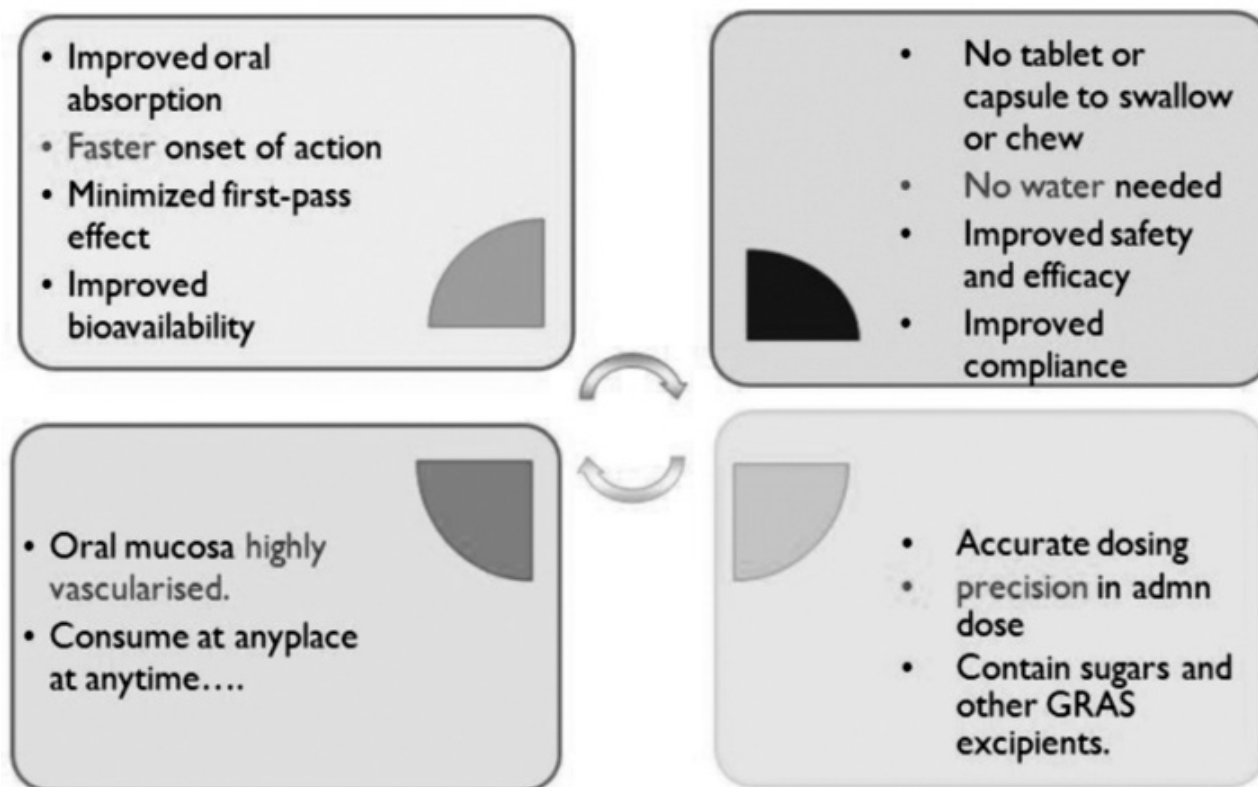 • Improved oral
absorption
• Faster onset of action
• Minimized first-pass
effect
• Improved
bioavailability
• No tablet or
capsule to swallow
or chew
• No water needed
• Improved safety
and efficacy
• Improved
compliance
• Oral mucosa highly
vascularised.
• Consume at anyplace
at anytime....
• Accurate dosing
• precision in admn
dose
• Contain sugars and
other GRAS
excipients.